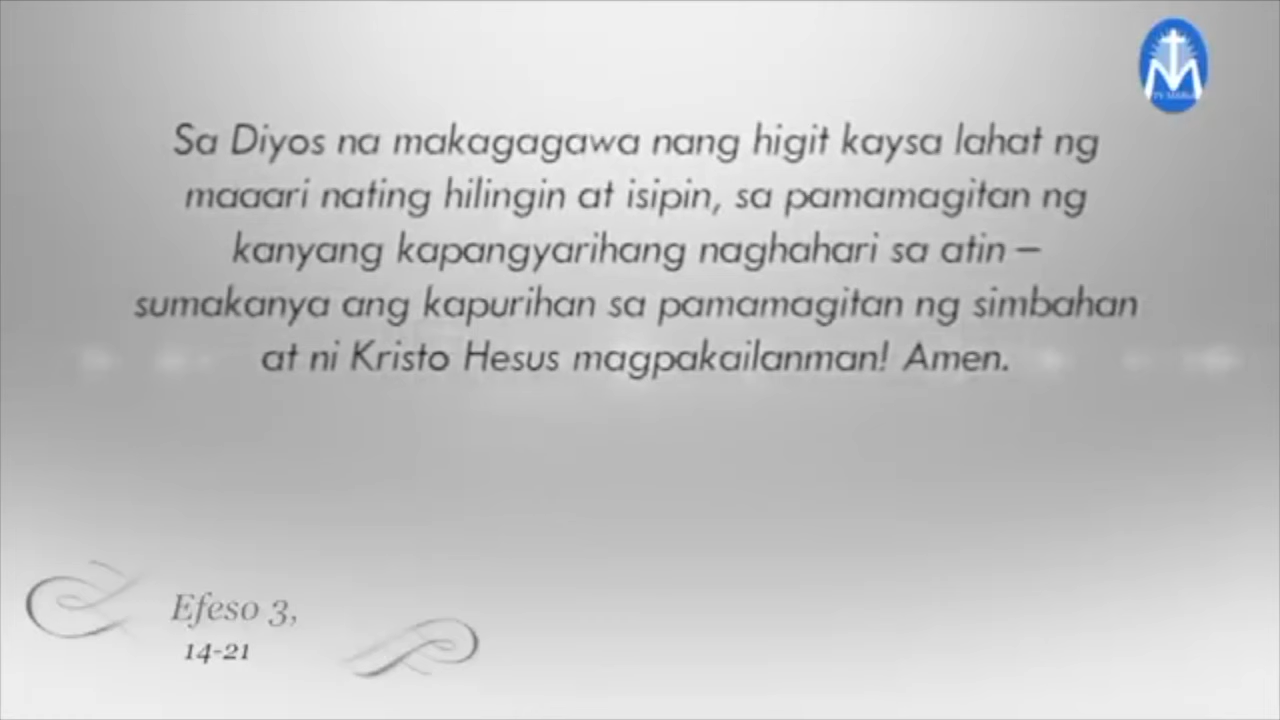 Sa Diyos na makagagawa nang higit kaysa lahat ng
maaari nating hilingin at isipin, sa pamamagitan ng
kanyang kapangyarihang naghahari sa atin –
sumakanya ang kapurihan sa pamamagitan ng simbahan
at ni Kristo Hesus magpakailanman! Amen.
Efeso 3,
14-21